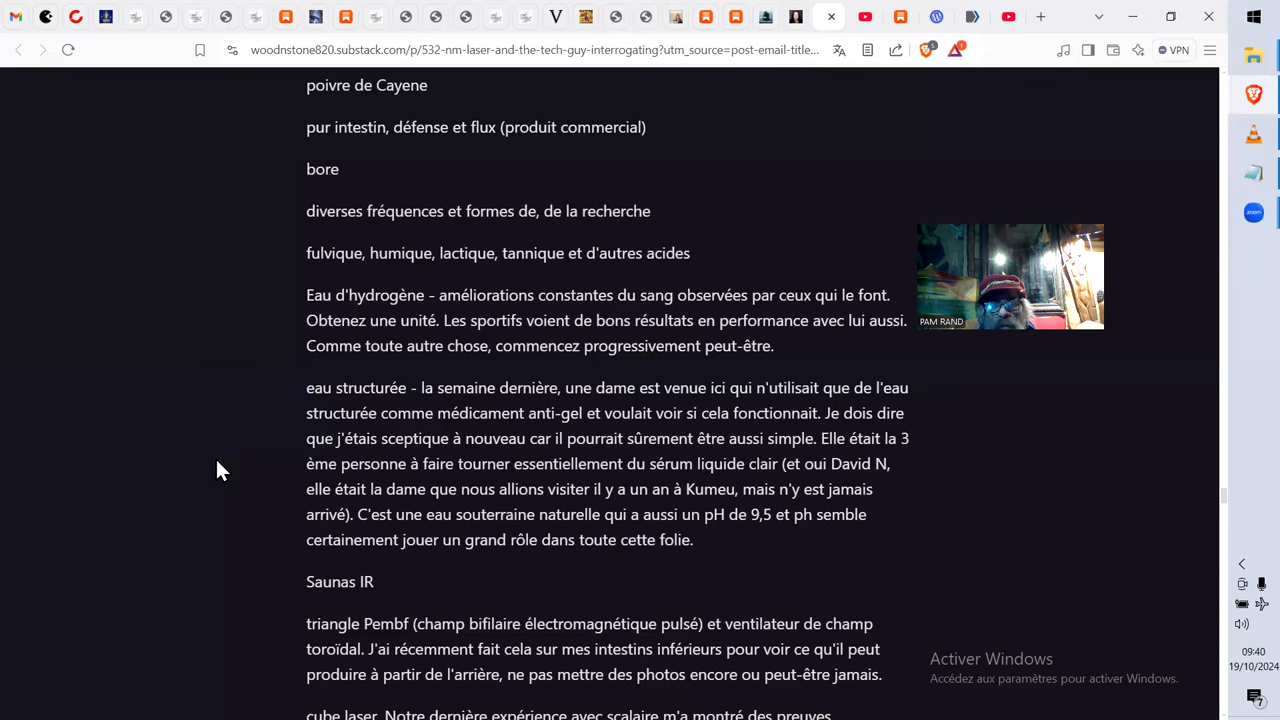 woodnstone820.substack.com/p/532-nm-laser-and-the-tech-guy-interrogating?utm_source=post-email-title...
VPN
poivre de Cayene
pur intestin, défense et flux (produit commercial)
bore
diverses fréquences et formes de, de la recherche
fulvique, humique, lactique, tannique et d'autres acides
Eau d'hydrogène - améliorations constantes du sang observées par ceux qui le font.
Obtenez une unité. Les sportifs voient de bons résultats en performance avec lui aussi.
Comme toute autre chose, commencez progressivement peut-être.
PAM RAND
eau structurée - la semaine dernière, une dame est venue ici qui n'utilisait que de l'eau
structurée comme médicament anti-gel et voulait voir si cela fonctionnait. Je dois dire
que j'étais sceptique à nouveau car il pourrait sûrement être aussi simple. Elle était la 3
ème personne à faire tourner essentiellement du sérum liquide clair (et oui David N,
elle était la dame que nous allions visiter il y a un an à Kumeu, mais n'y est jamais
arrivé). C'est une eau souterraine naturelle qui a aussi un pH de 9,5 et ph semble
certainement jouer un grand rôle dans toute cette folie.
Saunas IR
triangle Pembf (champ bifilaire électromagnétique pulsé) et ventilateur de champ
toroïdal. J'ai récemment fait cela sur mes intestins inférieurs pour voir ce qu'il peut
produire à partir de l'arrière, ne pas mettre des photos encore ou peut-être jamais.
cube laser. Notre dernière expérience avec scalaire m'a montré des preuves
Activer Windows
Accédez aux paramètres pour activer Windows.
zoom
09:40
19/10/2024
7